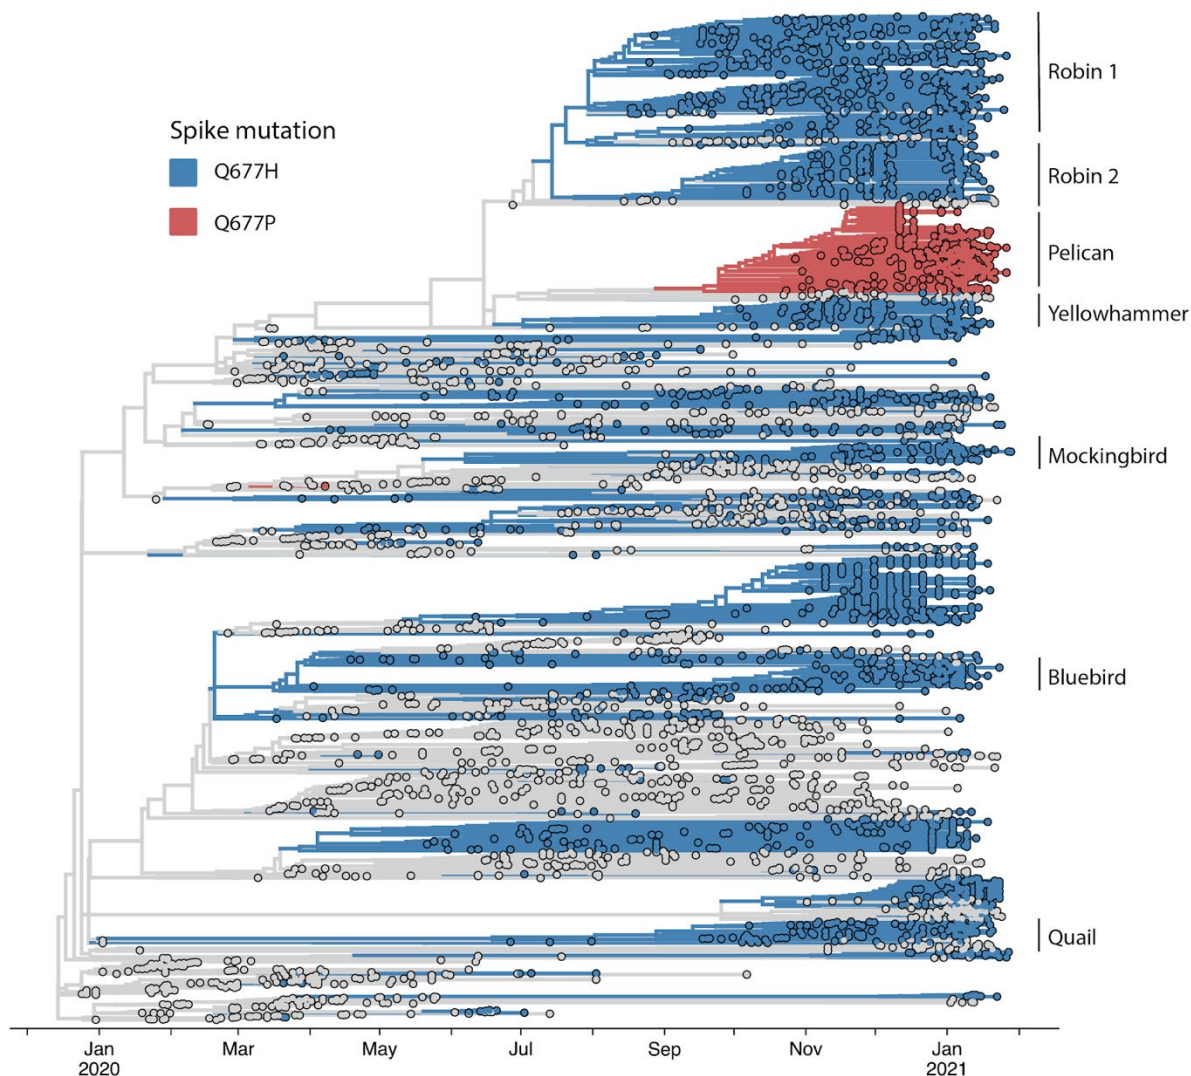 Spike mutation
Q677H
Q677P
Robin 1
Robin 2
Pelican
Yellowhammer
Mockingbird
Bluebird
Quail
Jan Mar May Jul Sep Nov Jan
2020 2021